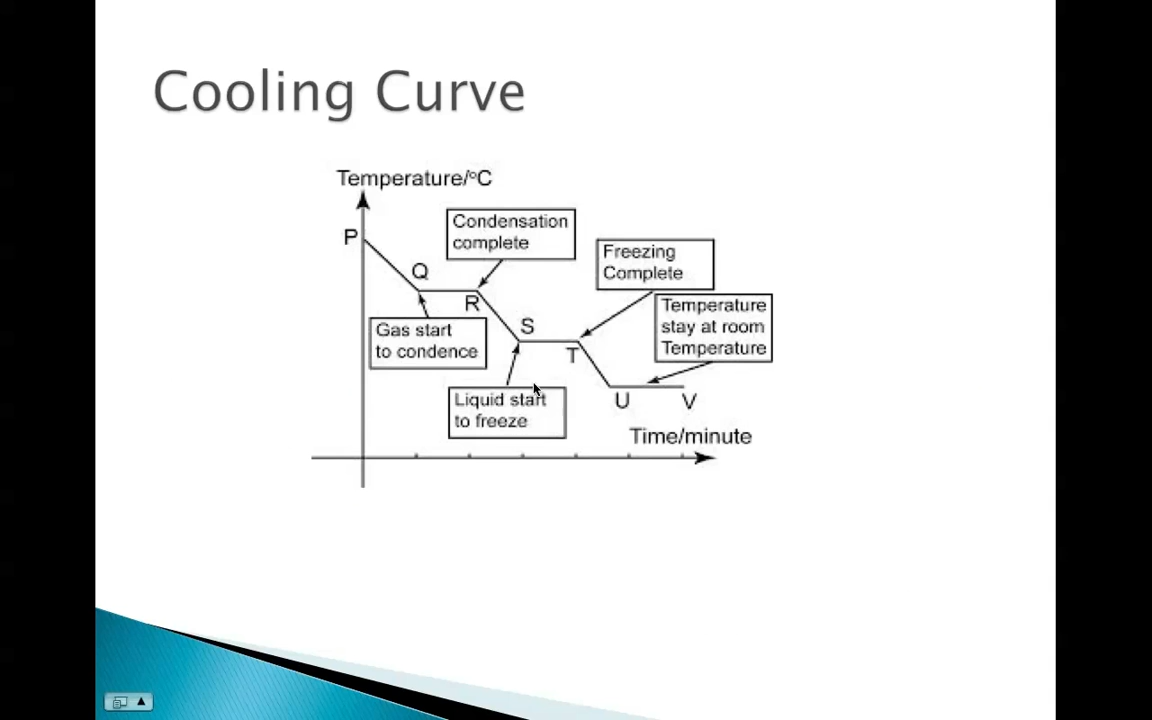 Cooling Curve
Temperature/°C
Condensation
complete
P
Freezing
Complete
Q
R
Temperature
stay at room
Temperature
Gas start
to condence
S
T
Liquid start
to freeze
U
V
Time/minute